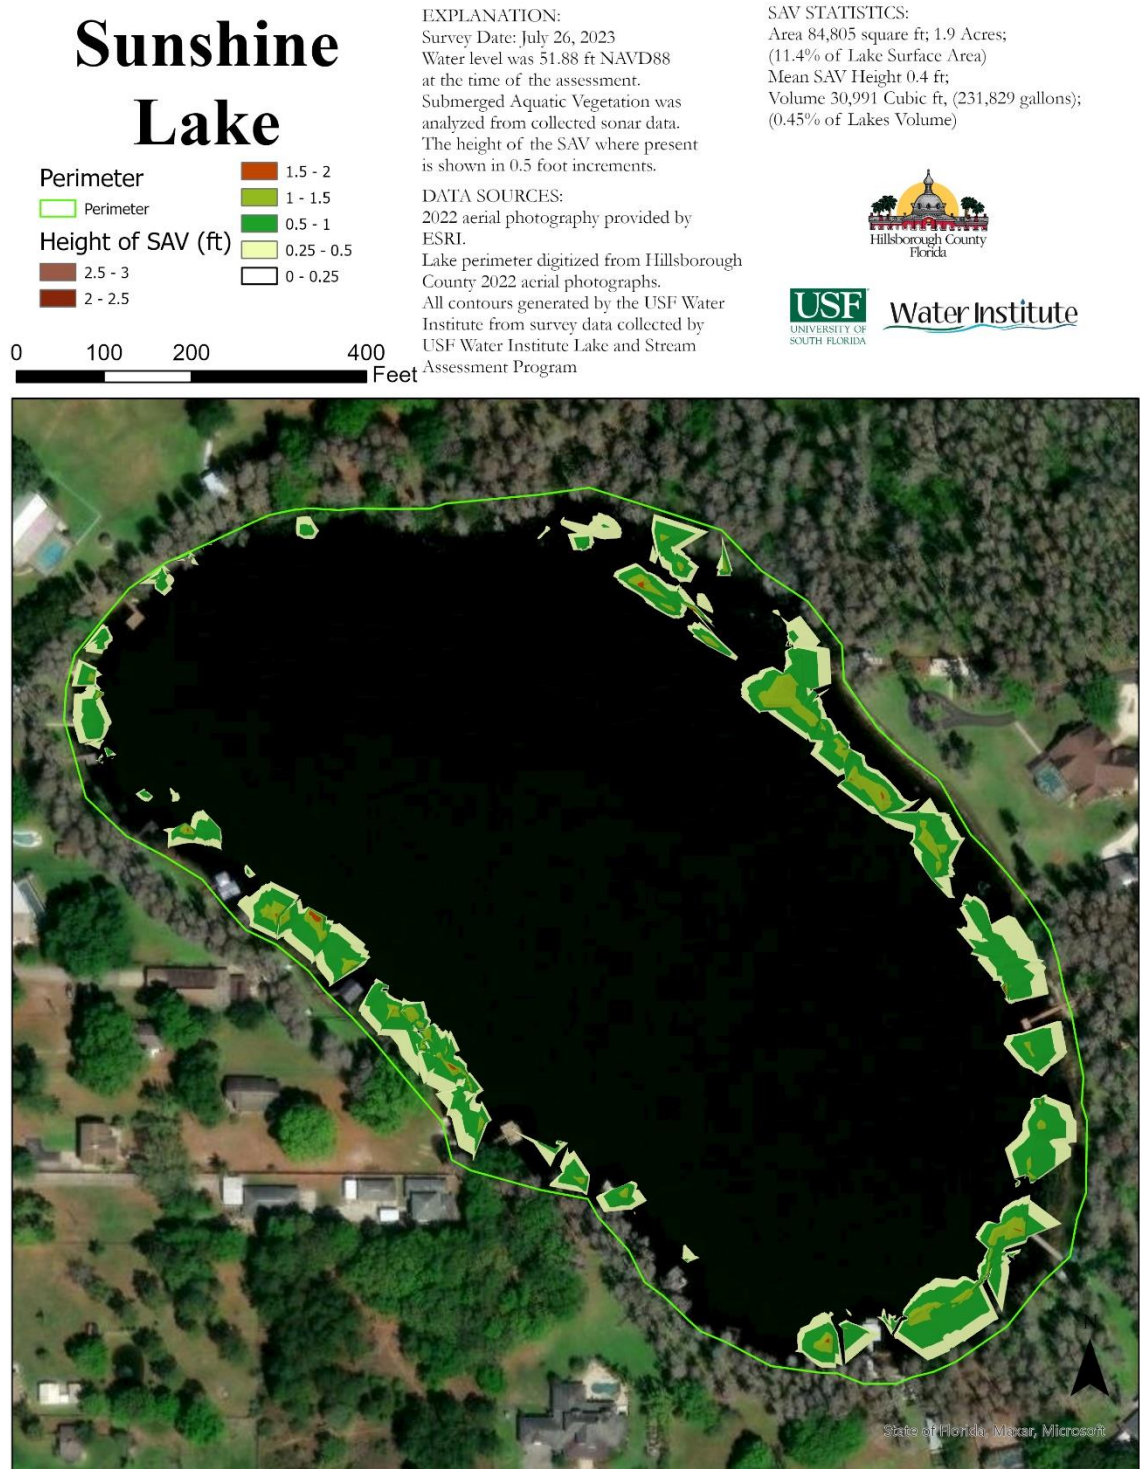 Sunshine
Lake
Perimeter
Perimeter
Height of SAV (ft)
2.5 - 3
2 - 2.5
1.5 - 2
1 - 1.5
0.5 - 1
0.25 - 0.5
0 - 0.25
0 100 200 400
Feet
EXPLANATION:
Survey Date: July 26, 2023
Water level was 51.88 ft NAVD88
at the time of the assessment.
Submerged Aquatic Vegetation was
analyzed from collected sonar data.
The height of the SAV where present
is shown in 0.5 foot increments.
DATA SOURCES:
2022 aerial photography provided by
ESRI.
Lake perimeter digitized from Hillsborough
County 2022 aerial photographs.
All contours generated by the USF Water
Institute from survey data collected by
USF Water Institute Lake and Stream
Assessment Program
SAV STATISTICS:
Area 84,805 square ft; 1.9 Acres;
(11.4% of Lake Surface Area)
Mean SAV Height 0.4 ft;
Volume 30,991 Cubic ft, (231,829 gallons);
(0.45% of Lakes Volume)
Hillsborough County
Florida
USF
UNIVERSITY OF
SOUTH FLORIDA
Water Institute
N
State of Florida, Maxar, Microsoft